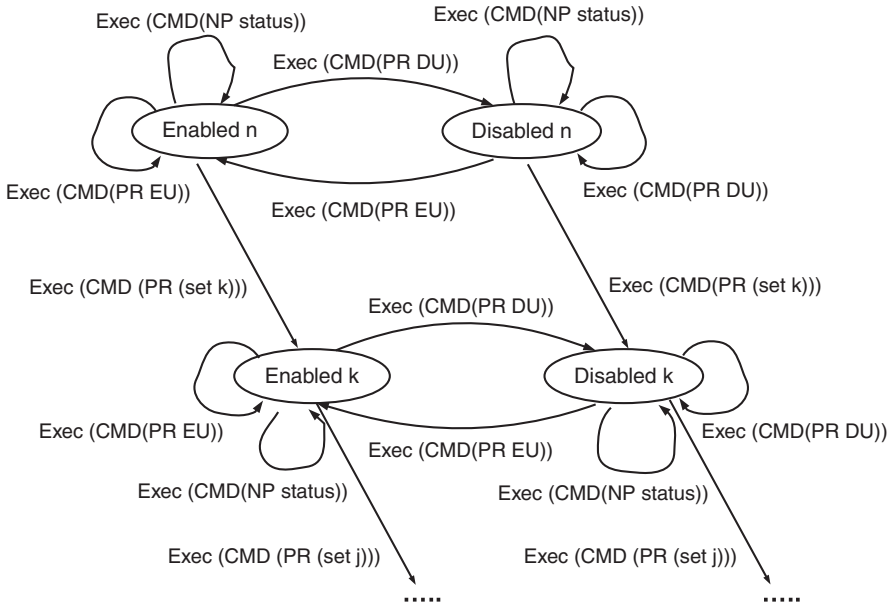 Exec (CMD(NP status))
Exec (CMD(NP status))
Exec (CMD(PR DU))
Enabled n
Disabled n
Exec (CMD(PR EU))
Exec (CMD(PR DU))
Exec (CMD(PR EU))
Exec (CMD (PR (set k)))
Exec (CMD(PR (set k)))
Exec (CMD(PR DU))
Enabled k
Disabled k
Exec (CMD(PR EU))
Exec (CMD(PR EU))
Exec (CMD(PR DU))
Exec (CMD(NP status))
Exec (CMD(NP status))
Exec (CMD (PR (set j)))
Exec (CMD (PR (set j)))
.....
.....